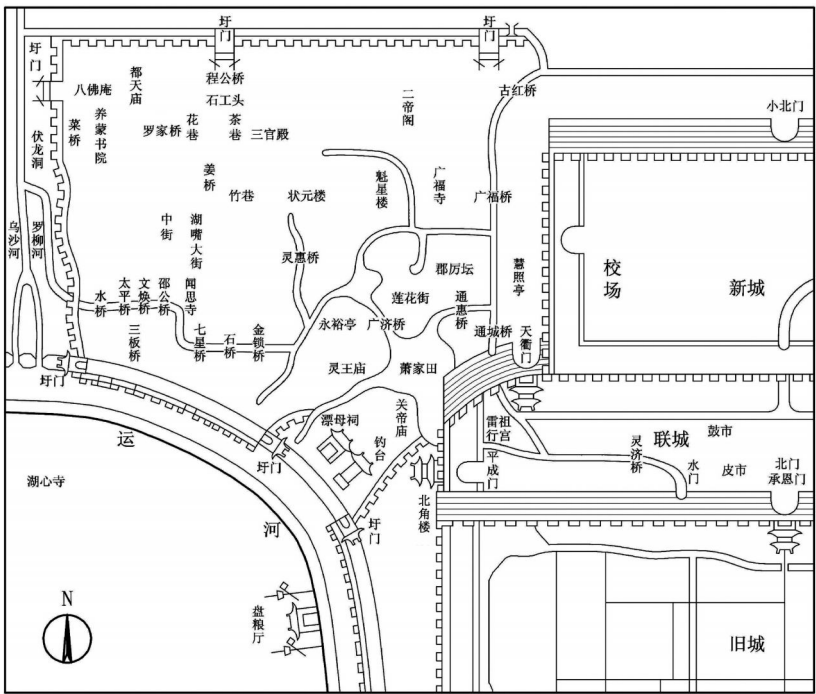 圩门
圩门
圩门
程公桥
都天庙
八佛庵
石工头
古红桥
二帝阁
小北门
养蒙书院
菜桥
花巷
茶巷
罗家桥
三官殿
伏龙洞
姜桥
魁星楼
广福寺
竹巷
状元楼
广福桥
中街
湖嘴大街
乌沙河
罗柳河
灵惠桥
郡厉坛
慧照亭
校场
新城
水桥
太平桥
文焕桥
邵公桥
闻思寺
莲花街
通惠桥
三板桥
七星桥
石桥
金锁桥
永裕亭
广济桥
通城桥
天衢门
圩门
灵王庙
萧家田
关帝庙
漂母祠
钓台
雷祖行宫
平成门
灵济桥
联城
鼓市
水门
皮市
北门
承恩门
运河
湖心寺
圩门
圩门
北角楼
盘粮厅
旧城
N